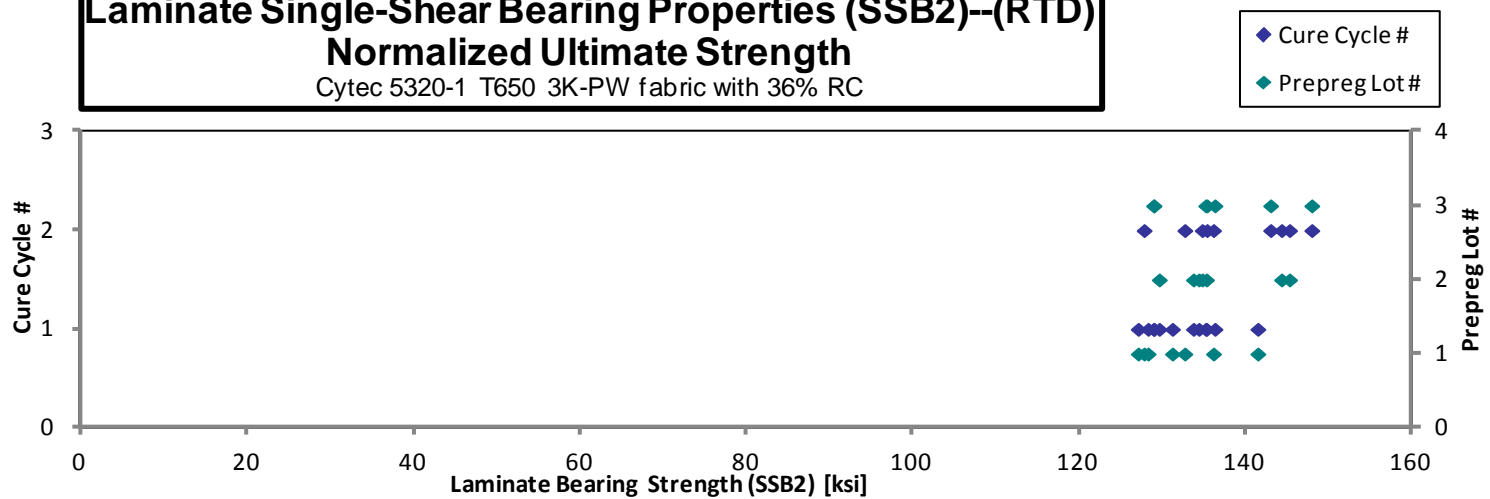 Laminate Single-Shear Bearing Properties (SSB2)--(RTD)
Normalized Ultimate Strength
Cytec 5320-1 T650 3K-PW fabric with 36% RC
Cure Cycle #
Prepreg Lot #
3
2
1
0
Cure Cycle #
4
3
2
1
0
Prepreg Lot #
0 20 40 60 80 100 120 140 160
Laminate Bearing Strength (SSB2) [ksi]